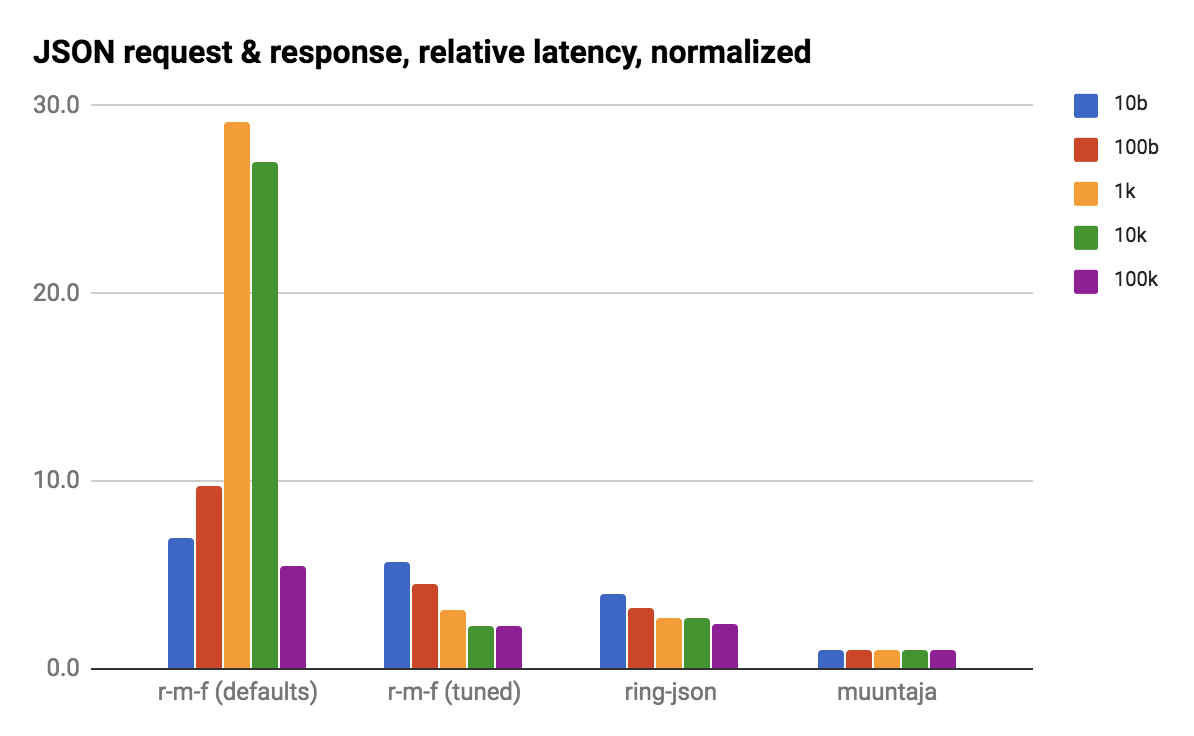 JSON request & response, relative latency, normalized
30.0
20.0
10.0
0.0
r-m-f (defaults)
r-m-f (tuned)
ring-json
muuntaja
10b
100b
1k
10k
100k